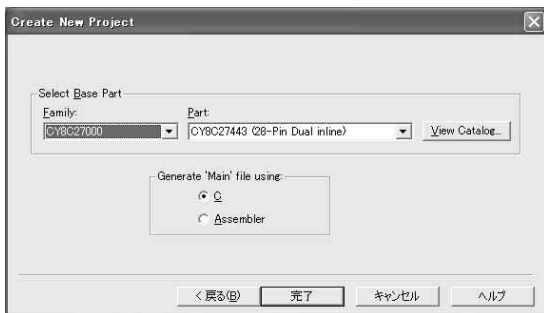 Create New Project
Select Base Part
Family: Part:
CY8C27000 CY8C27443 (28-Pin Dual inline) View Catalog...
Generate 'Main' file using:
C
Assembler
< 戻る(B) 完了 キャンセル ヘルプ